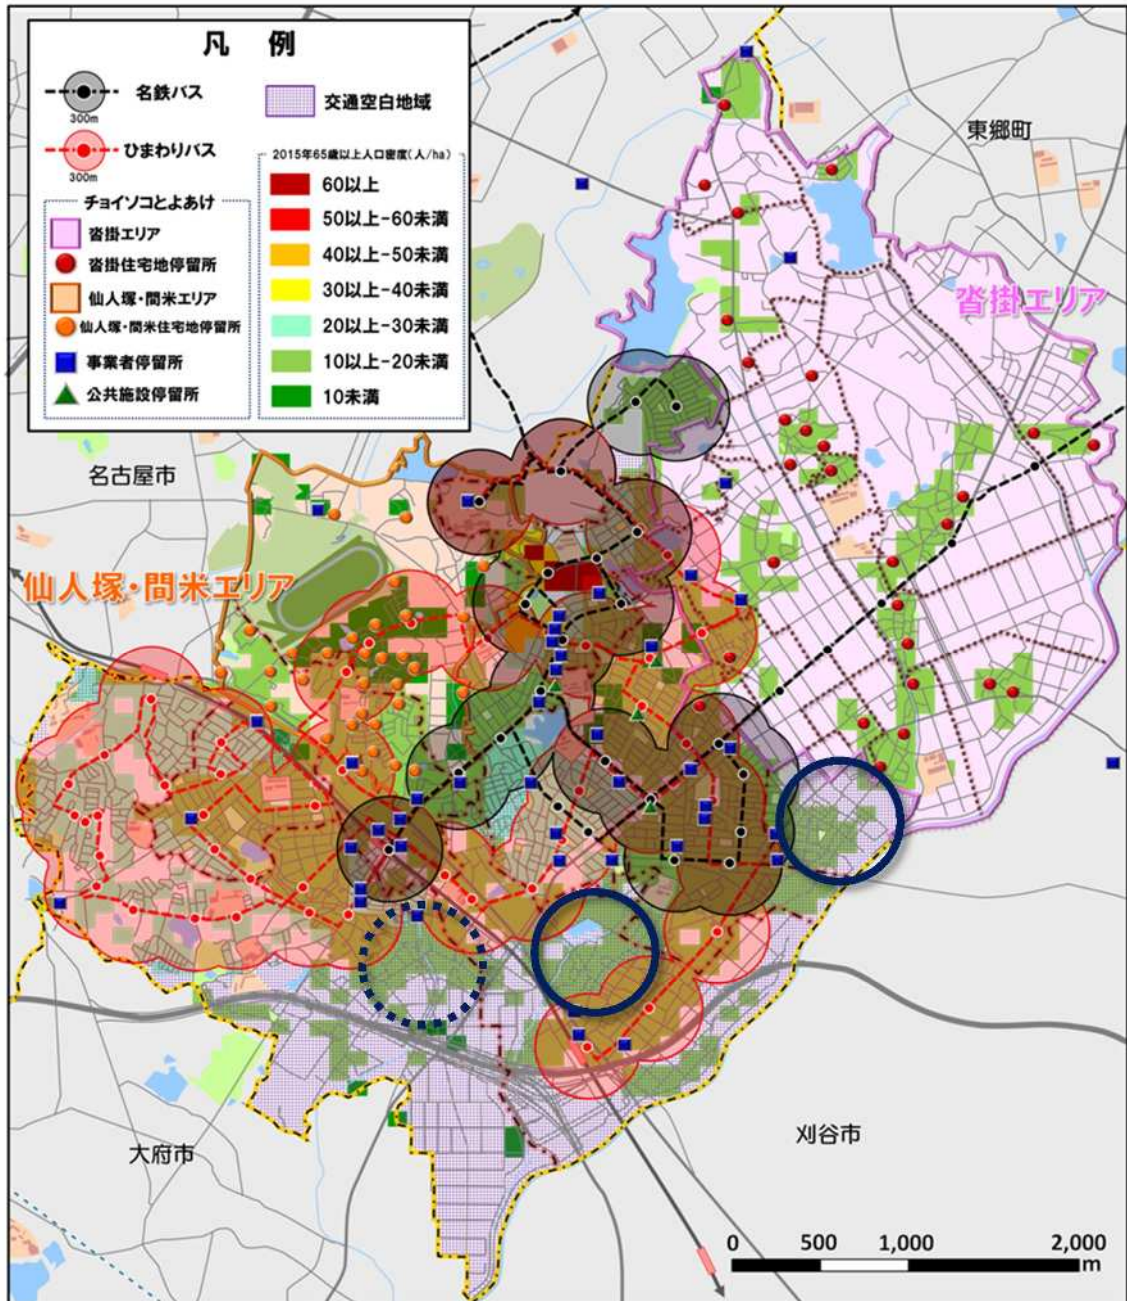 凡 例
名鉄バス
300m
ひまわりバス
300m
チョイソコとよあけ
沓掛エリア
沓掛住宅地停留所
仙人塚・間米エリア
仙人塚・間米住宅地停留所
事業者停留所
公共施設停留所
交通空白地域
2015年65歳以上人口密度(人/ha)
60以上
50以上-60未満
40以上-50未満
30以上-40未満
20以上-30未満
10以上-20未満
10未満
東郷町
沓掛エリア
名古屋市
仙人塚・間米エリア
大府市
刈谷市
0 500 1,000 2,000
m